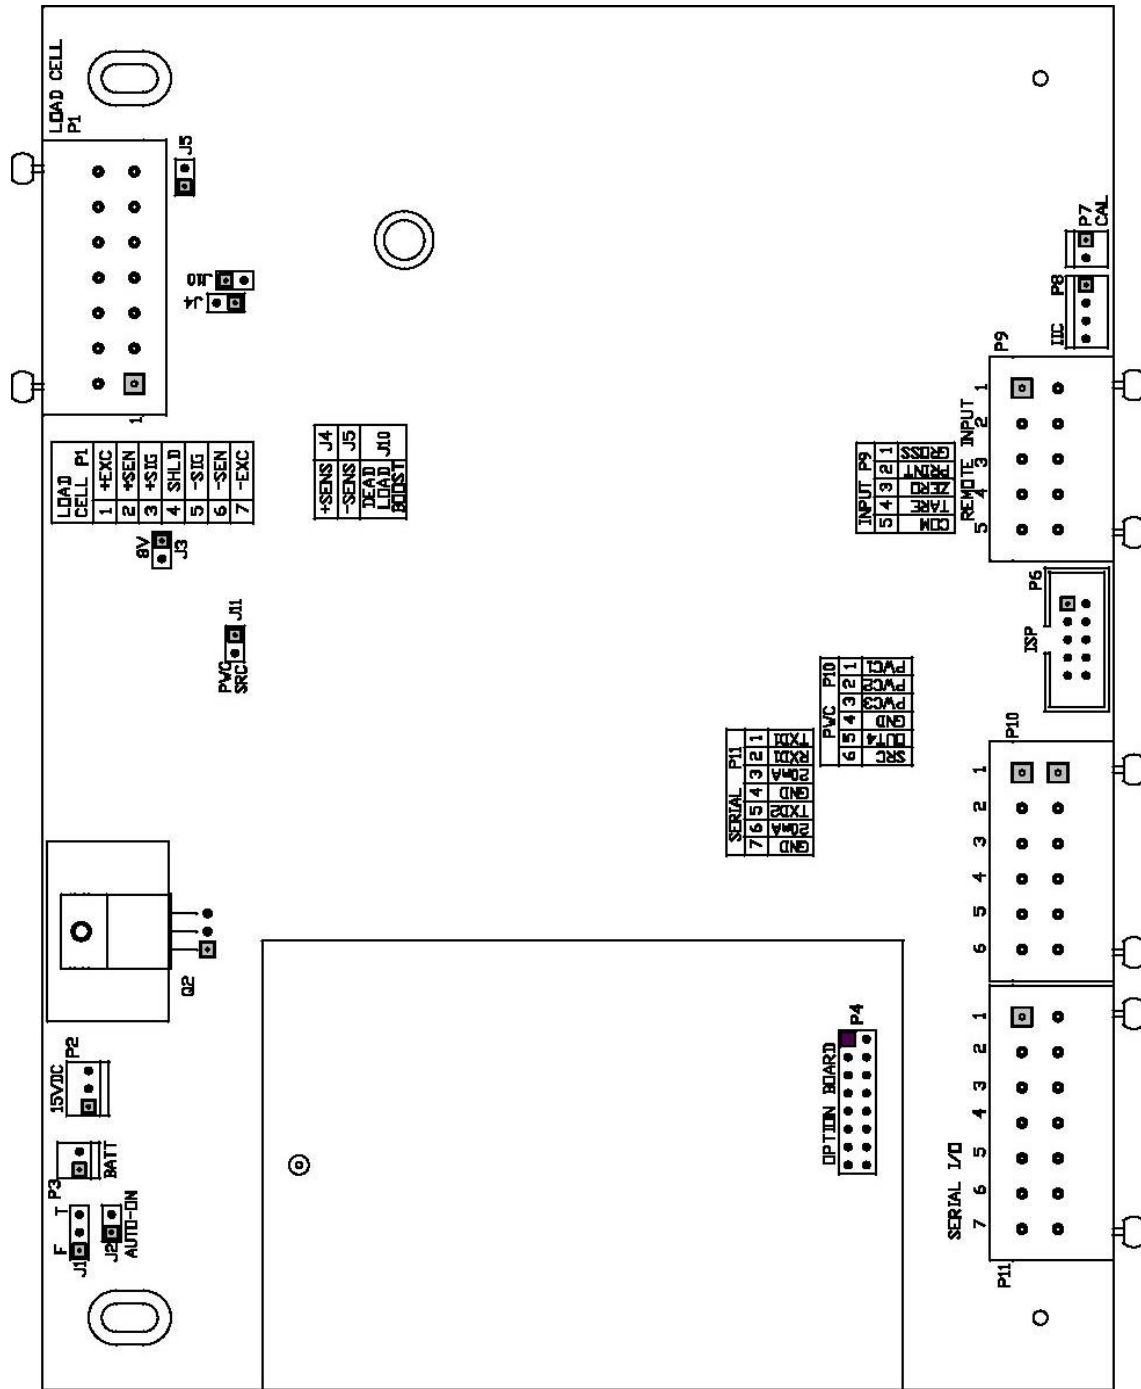 LOAD CELL
P1
J5
J10
J4
1
LOAD
CELL P1
1 +EXC
2 +SEN
3 +SIG
4 SHLD
5 -SIG
6 -SEN
7 -EXC
+SENS J4
-SENS J5
DEAD
LOAD J10
BOOST
8V
J3
PWC
SRC
J11
P7
CAL
P8
IIC
P9
REMOTE INPUT
1
2
3
4
5
INPUT P9
5 4 3 2 1
COM TARE ZERO PRINT GROSS
P6
ISP
PWC P10
6 5 4 3 2 1
SRC OUT4 GND PWC3 PWC2 PWC1
SERIAL P11
7 6 5 4 3 2 1
GND 20mA TXD2 GND 20mA RXD1 TXD1
P10
1
2
3
4
5
6
Q2
15VDC
P2
P3
BATT
F T
J1
J2
AUTO-ON
OPTION BOARD
P4
SERIAL I/O
1
2
3
4
5
6
7
P11